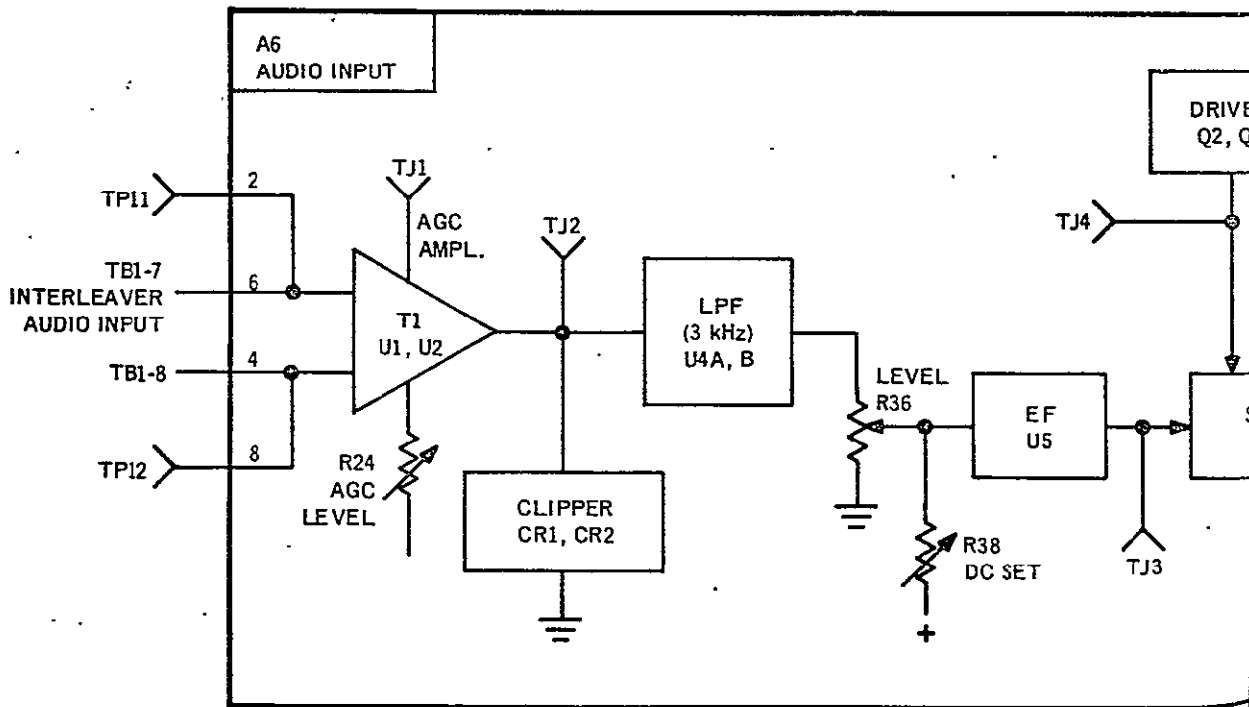 A6
AUDIO INPUT
DRIVE
Q2, Q
TJ1
2
TP11
AGC
AMPL.
TJ2
TJ4
TB1-7
6
INTERLEAVER
AUDIO INPUT
T1
U1, U2
LPF
(3 kHz)
U4A, B
4
TB1-8
LEVEL
R36
EF
U5
S
8
TP12
R24
AGC
LEVEL
CLIPPER
CR1, CR2
R38
DC SET
TJ3
+